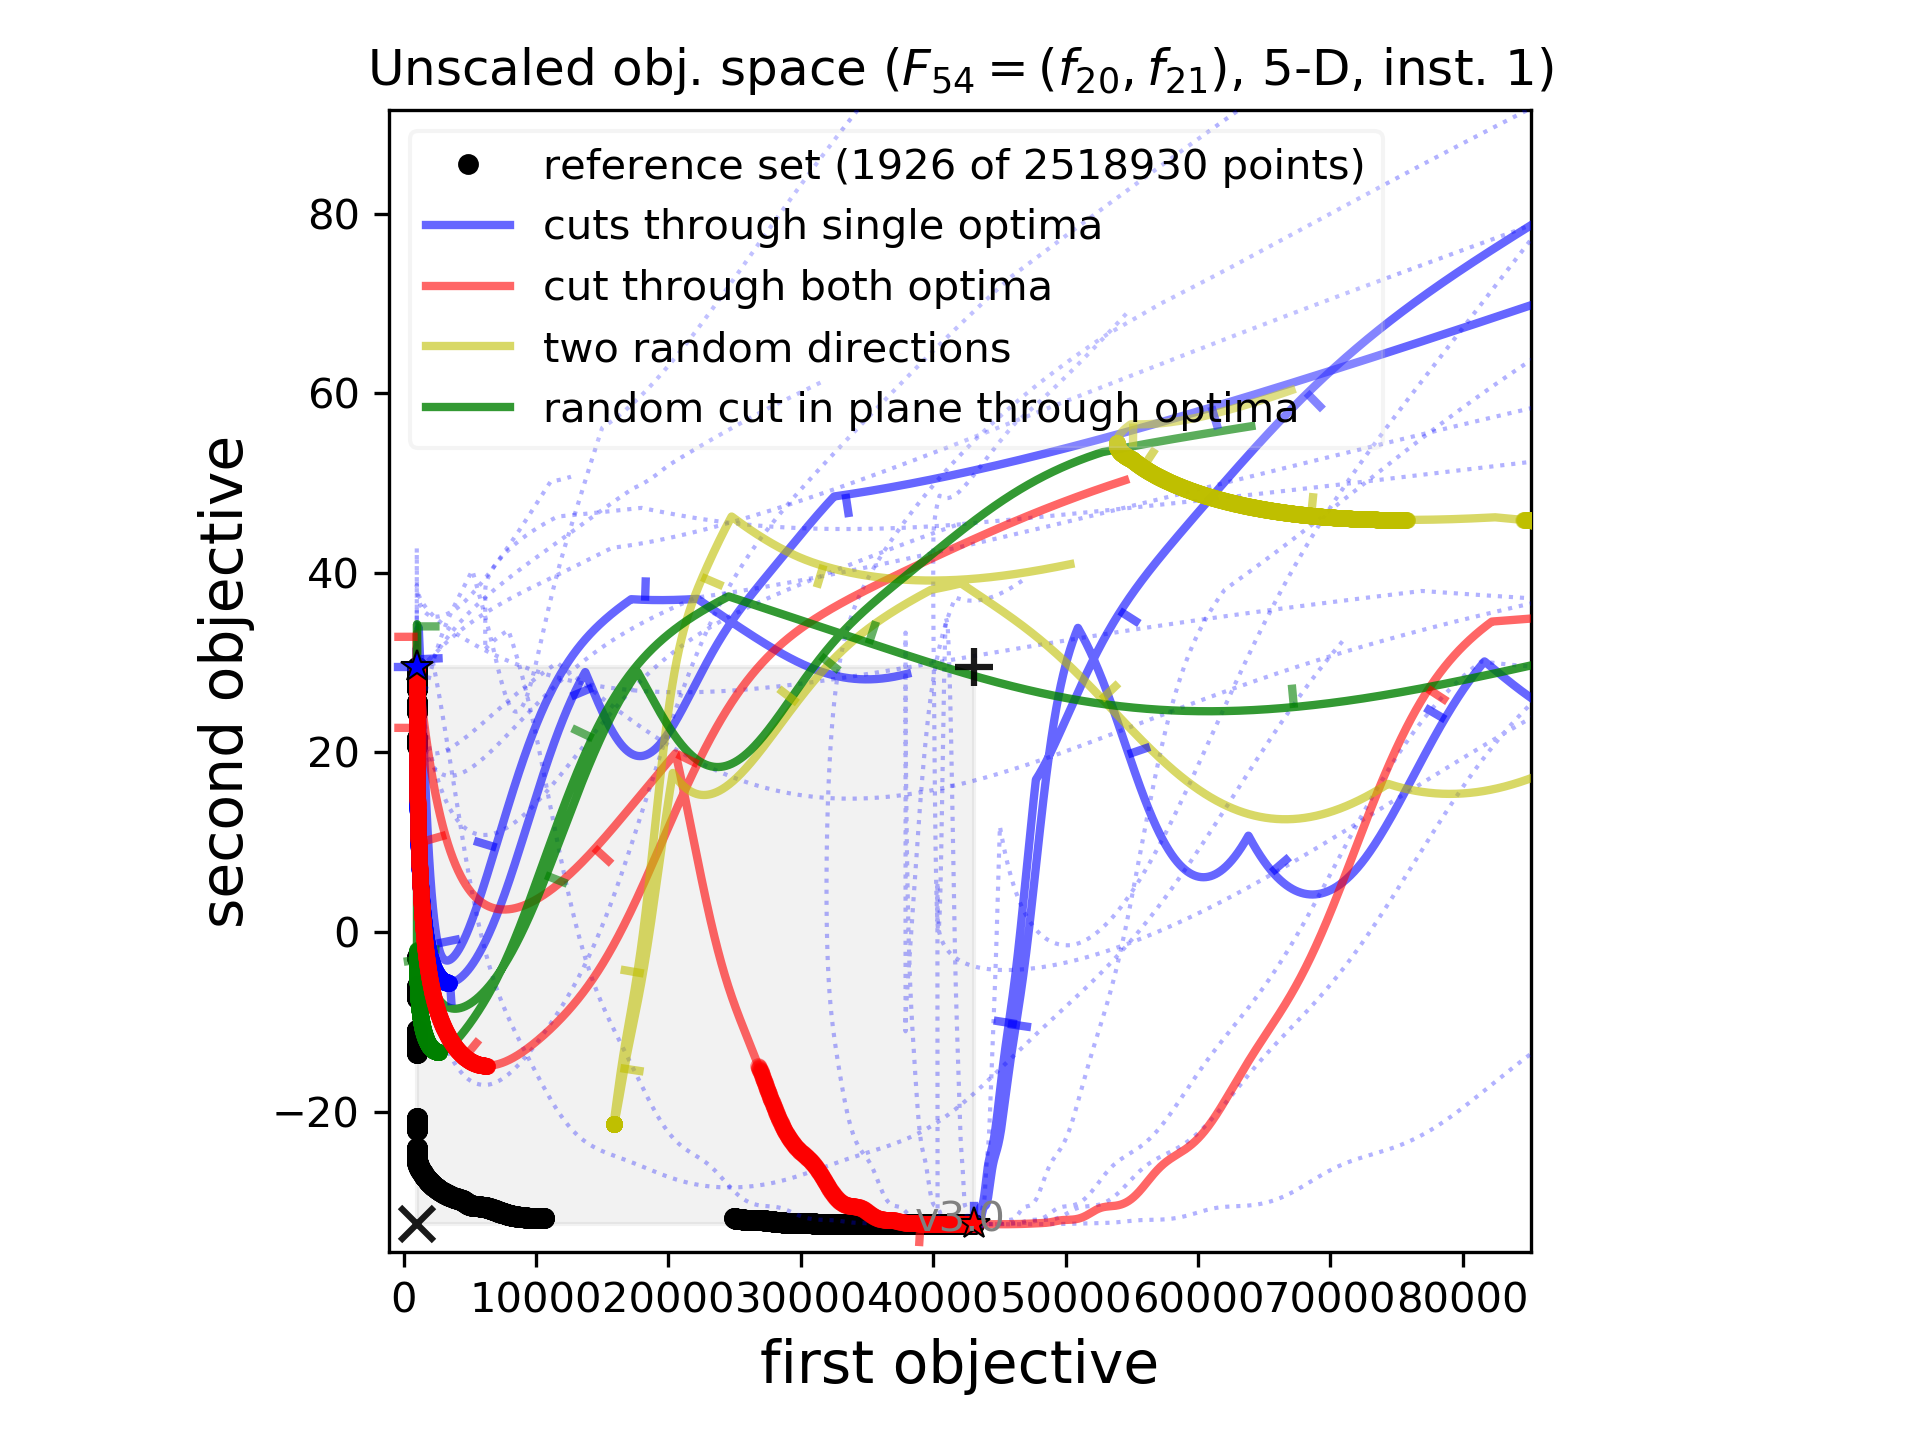 Unscaled obj. space (F54 = (f20, f21), 5-D, inst. 1)
reference set (1926 of 2518930 points)
cuts through single optima
cut through both optima
two random directions
random cut in plane through optima
second objective
80
60
40
20
0
−20
v3.0
0 10000 20000 30000 40000 50000 60000 70000 80000
first objective